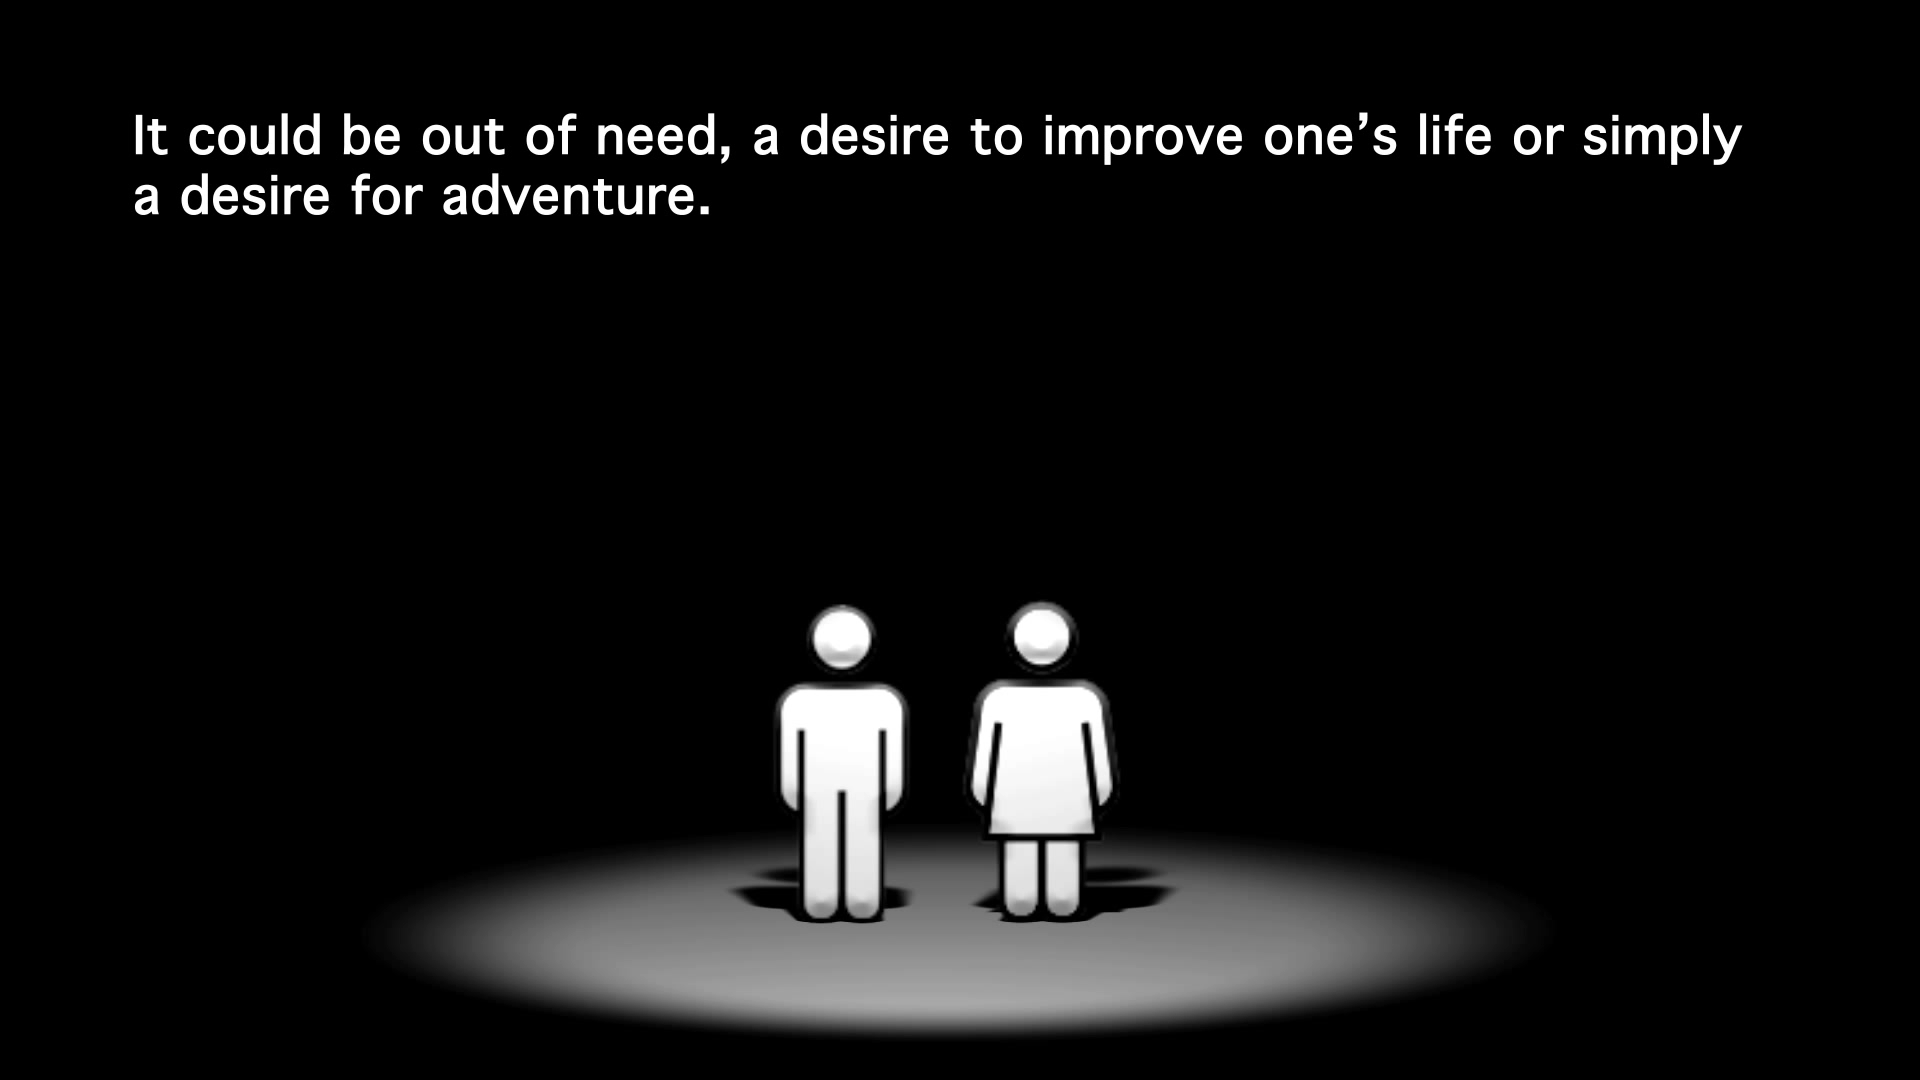 It could be out of need, a desire to improve one’s life or simply
a desire for adventure.